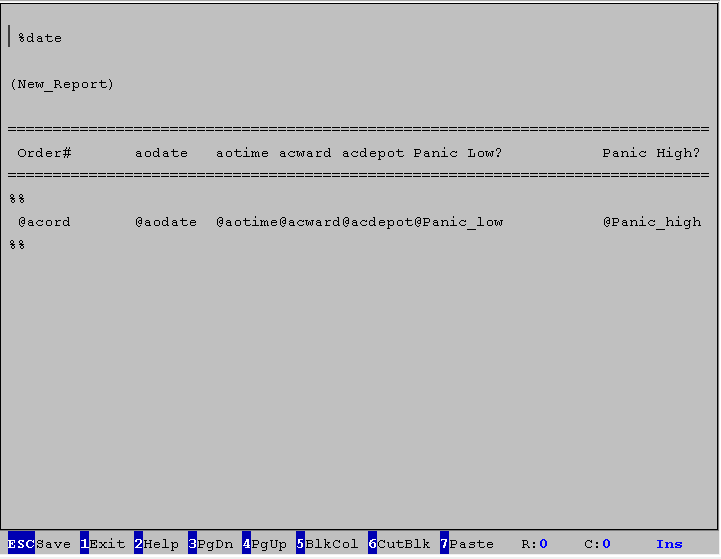 %date
(New_Report)
==============================================================================
Order# aodate aotime acward acdepot Panic Low? Panic High?
==============================================================================
%%
@acord @aodate @aotime@acward@acdepot@Panic_low @Panic_high
%%
ESCSave 1Exit 2Help 3PgDn 4PgUp 5BlkCol 6CutBlk 7Paste R:0 C:0 Ins